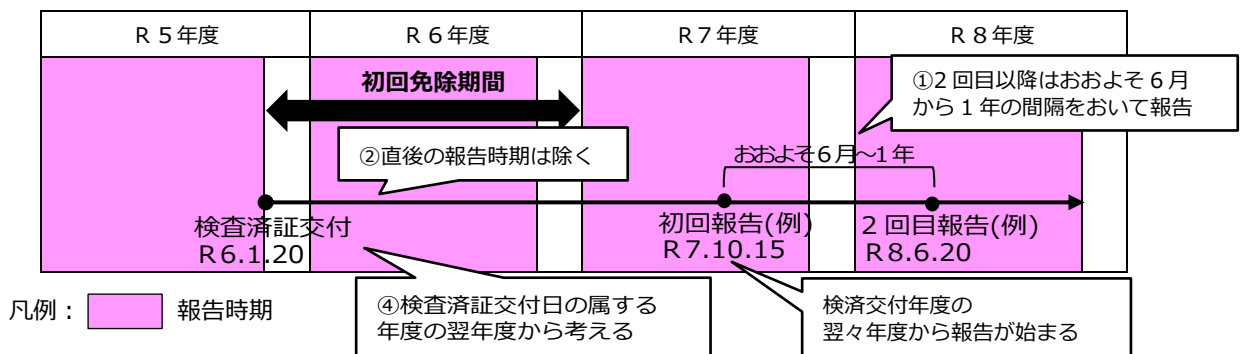 R5年度
R6年度
R7年度
R8年度
初回免除期間
①2回目以降はおおよそ6月
から1年の間隔をおいて報告
②直後の報告時期は除く
おおよそ6月~1年
検査済証交付
R6.1.20
初回報告(例)
R7.10.15
2回目報告(例)
R8.6.20
④検査済証交付日の属する
年度の翌年度から考える
検済交付年度の
翌々年度から報告が始まる
凡例：
報告時期